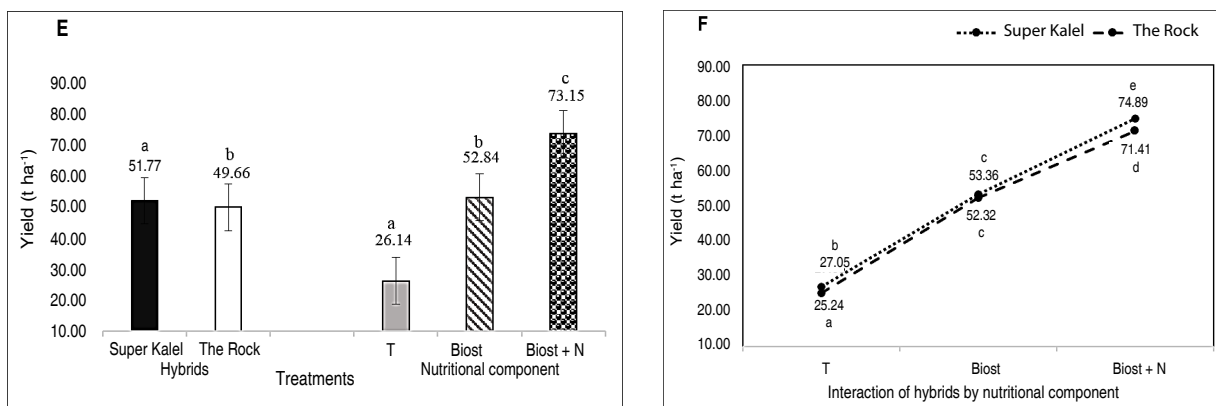 E
90.00
80.00
70.00
60.00
50.00
40.00
30.00
20.00
10.00
Yield (t ha-1)
a
51.77
b
49.66
a
26.14
b
52.84
c
73.15
Super Kalel The Rock T Biost Biost + N
Hybrids Nutritional component
Treatments
F
Super Kalel The Rock
90.00
80.00
70.00
60.00
50.00
40.00
30.00
20.00
10.00
Yield (t ha-1)
b
27.05
25.24
a
c
53.36
52.32
c
e
74.89
71.41
d
T Biost Biost + N
Interaction of hybrids by nutritional component